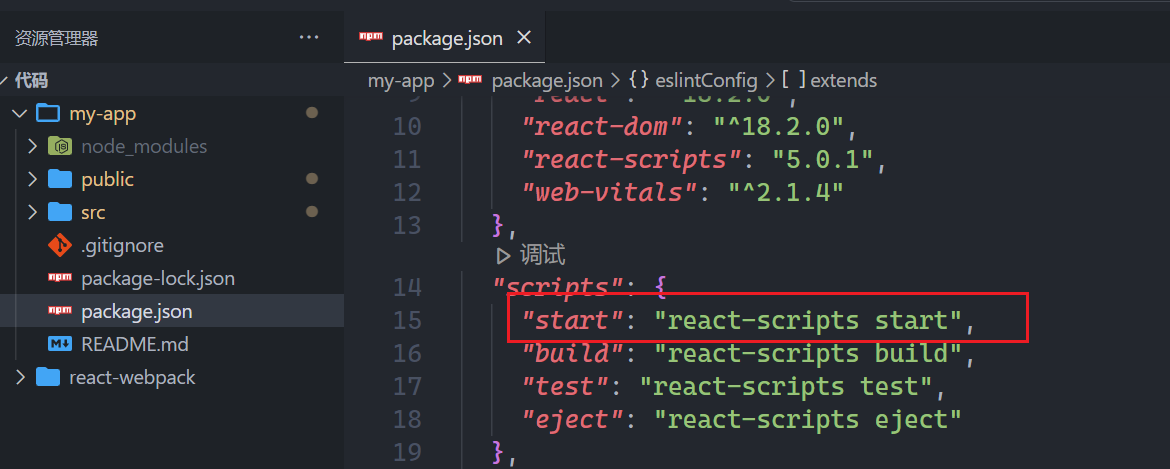 资源管理器 ···
代码
my-app
node_modules
public
src
.gitignore
package-lock.json
package.json
README.md
react-webpack
package.json ×
my-app > package.json > {} eslintConfig > [ ] extends
10 "react-dom": "^18.2.0",
11 "react-scripts": "5.0.1",
12 "web-vitals": "^2.1.4"
13 },
调试
14 "scripts": {
15 "start": "react-scripts start",
16 "build": "react-scripts build",
17 "test": "react-scripts test",
18 "eject": "react-scripts eject"
19 },